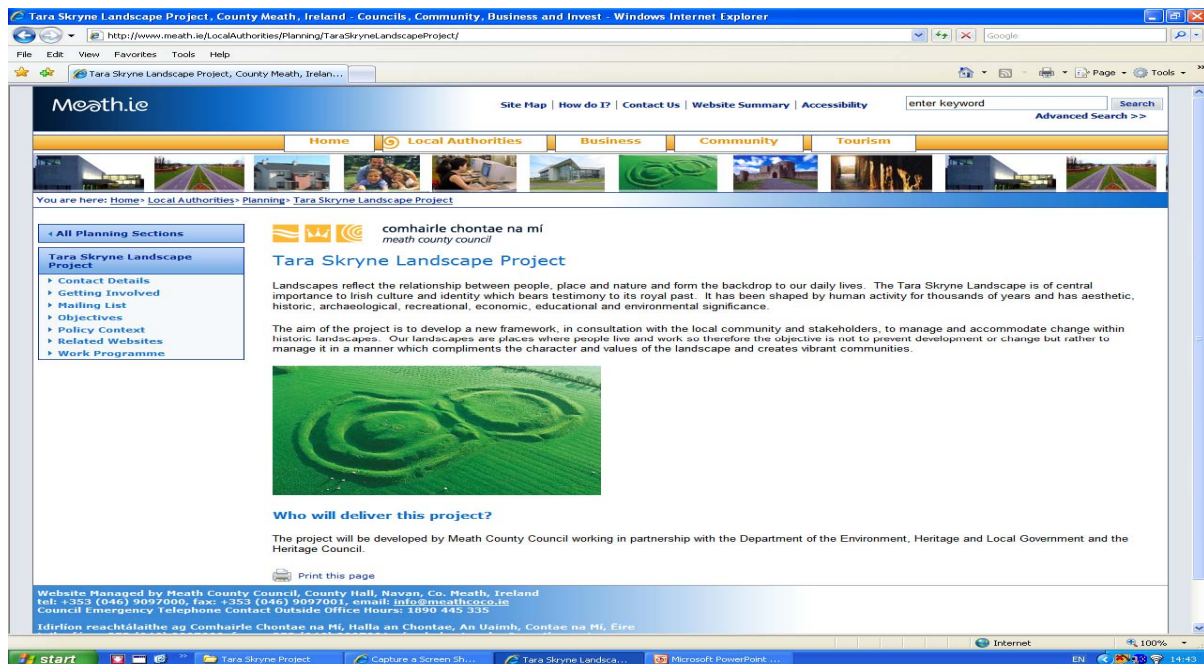 Tara Skryne Landscape Project, County Meath, Ireland - Councils, Community, Business and Invest - Windows Internet Explorer
http://www.meath.ie/LocalAuthorities/Planning/TaraSkryneLandscapeProject/
Google
File Edit View Favorites Tools Help
Tara Skryne Landscape Project, County Meath, Irelan...
Page Tools
Meath.ie
Site Map | How do I? | Contact Us | Website Summary | Accessibility
enter keyword
Search
Advanced Search >>
Home Local Authorities Business Community Tourism
You are here: Home> Local Authorities> Planning> Tara Skryne Landscape Project
All Planning Sections
Tara Skryne Landscape
Project
Contact Details
Getting Involved
Mailing List
Objectives
Policy Context
Related Websites
Work Programme
comhairle chontae na mí
meath county council
Tara Skryne Landscape Project
Landscapes reflect the relationship between people, place and nature and form the backdrop to our daily lives. The Tara Skryne Landscape is of central
importance to Irish culture and identity which bears testimony to its royal past. It has been shaped by human activity for thousands of years and has aesthetic,
historic, archaeological, recreational, economic, educational and environmental significance.
The aim of the project is to develop a new framework, in consultation with the local community and stakeholders, to manage and accommodate change within
historic landscapes. Our landscapes are places where people live and work so therefore the objective is not to prevent development or change but rather to
manage it in a manner which compliments the character and values of the landscape and creates vibrant communities.
Who will deliver this project?
The project will be developed by Meath County Council working in partnership with the Department of the Environment, Heritage and Local Government and the
Heritage Council.
Print this page
Website Managed by Meath County Council, County Hall, Navan, Co. Meath, Ireland
tel: +353 (046) 9097000, fax: +353 (046) 9097001, email: info@meathcoco.ie
Council Emergency Telephone Contact Outside Office Hours: 1890 445 335
Idirlíon reachtálaithe ag Comhairle Chontae na Mí, Halla an Chontae, An Uaimh, Contae na Mí, Éire
Internet
100%
start
Tara Skryne Project
Capture a Screen Sh...
Tara Skryne Landsca...
Microsoft PowerPoint ...
EN
14:43